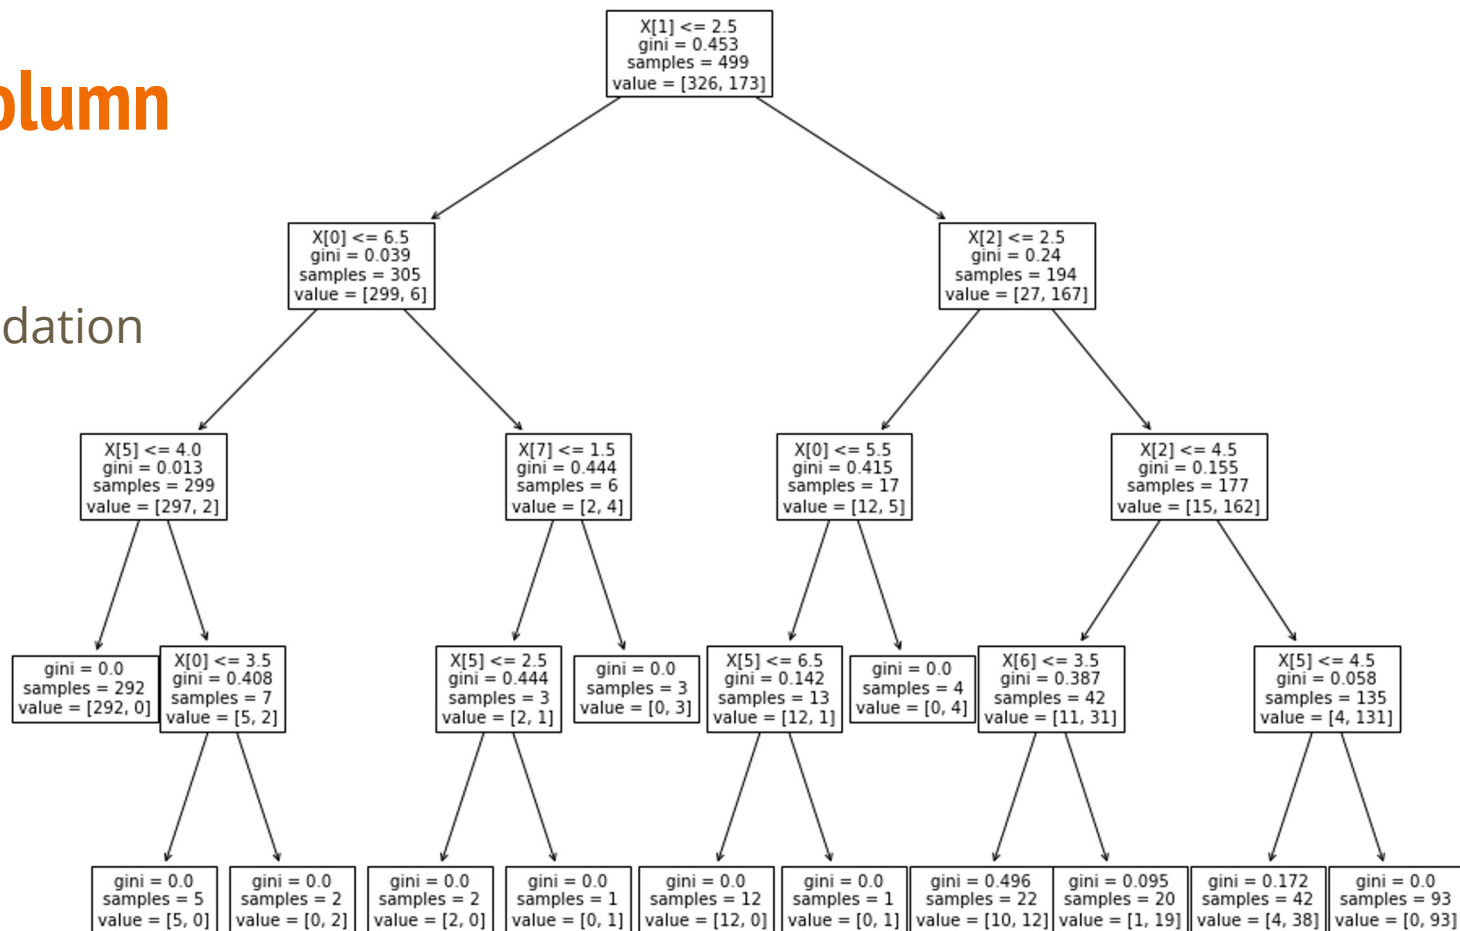 olumn
dation
X[1] <= 2.5
gini = 0.453
samples = 499
value = [326, 173]
X[0] <= 6.5
gini = 0.039
samples = 305
value = [299, 6]
X[2] <= 2.5
gini = 0.24
samples = 194
value = [27, 167]
X[5] <= 4.0
gini = 0.013
samples = 299
value = [297, 2]
X[7] <= 1.5
gini = 0.444
samples = 6
value = [2, 4]
X[0] <= 5.5
gini = 0.415
samples = 17
value = [12, 5]
X[2] <= 4.5
gini = 0.155
samples = 177
value = [15, 162]
gini = 0.0
samples = 292
value = [292, 0]
X[0] <= 3.5
gini = 0.408
samples = 7
value = [5, 2]
X[5] <= 2.5
gini = 0.444
samples = 3
value = [2, 1]
gini = 0.0
samples = 3
value = [0, 3]
X[5] <= 6.5
gini = 0.142
samples = 13
value = [12, 1]
gini = 0.0
samples = 4
value = [0, 4]
X[6] <= 3.5
gini = 0.387
samples = 42
value = [11, 31]
X[5] <= 4.5
gini = 0.058
samples = 135
value = [4, 131]
gini = 0.0
samples = 5
value = [5, 0]
gini = 0.0
samples = 2
value = [0, 2]
gini = 0.0
samples = 2
value = [2, 0]
gini = 0.0
samples = 1
value = [0, 1]
gini = 0.0
samples = 12
value = [12, 0]
gini = 0.0
samples = 1
value = [0, 1]
gini = 0.496
samples = 22
value = [10, 12]
gini = 0.095
samples = 20
value = [1, 19]
gini = 0.172
samples = 42
value = [4, 38]
gini = 0.0
samples = 93
value = [0, 93]